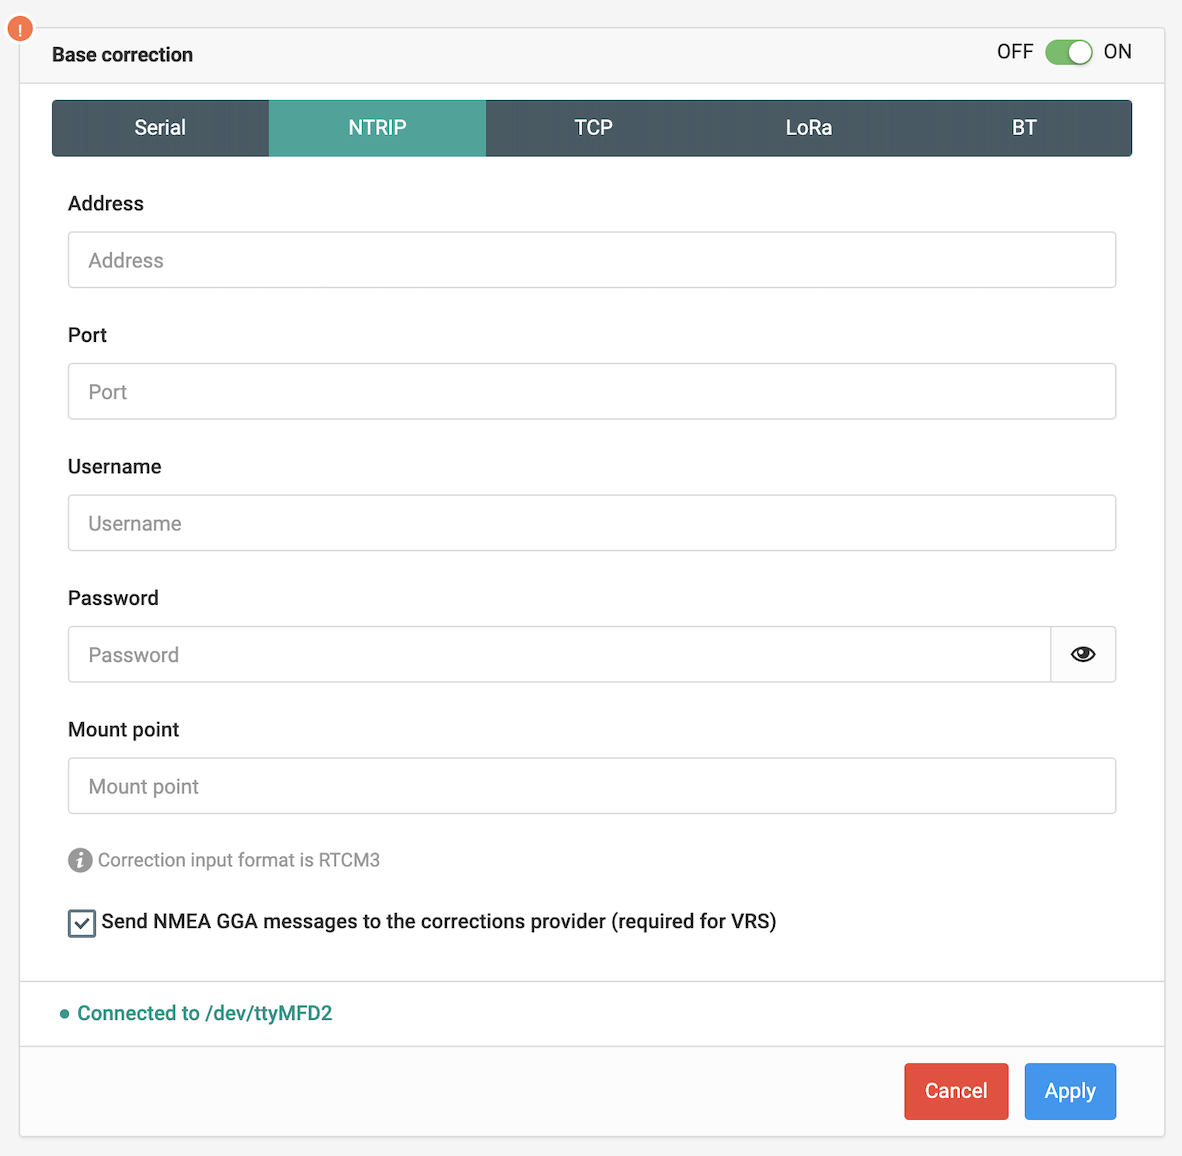 !
Base correction
OFF ON
Serial NTRIP TCP LoRa BT
Address
Address
Port
Port
Username
Username
Password
Password
Mount point
Mount point
i Correction input format is RTCM3
Send NMEA GGA messages to the corrections provider (required for VRS)
Connected to /dev/ttyMFD2
Cancel Apply